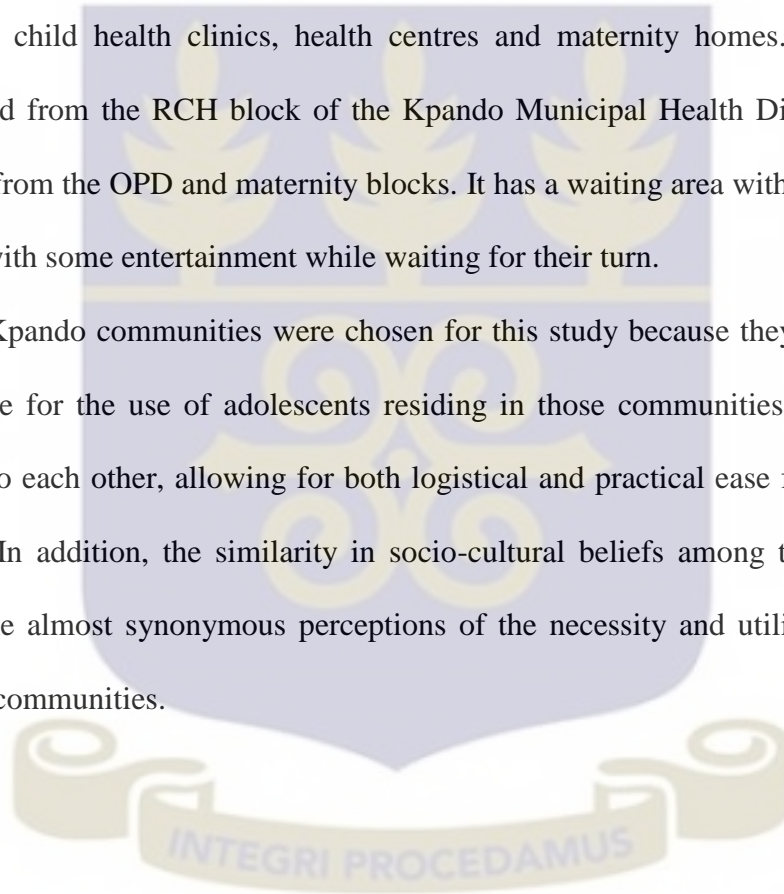 child health clinics, health centres and maternity homes.
d from the RCH block of the Kpando Municipal Health Di
from the OPD and maternity blocks. It has a waiting area with
with some entertainment while waiting for their turn.
Kpando communities were chosen for this study because they
e for the use of adolescents residing in those communities
o each other, allowing for both logistical and practical ease
In addition, the similarity in socio-cultural beliefs among t
e almost synonymous perceptions of the necessity and utili
communities.
INTEGRI PROCEDAMUS